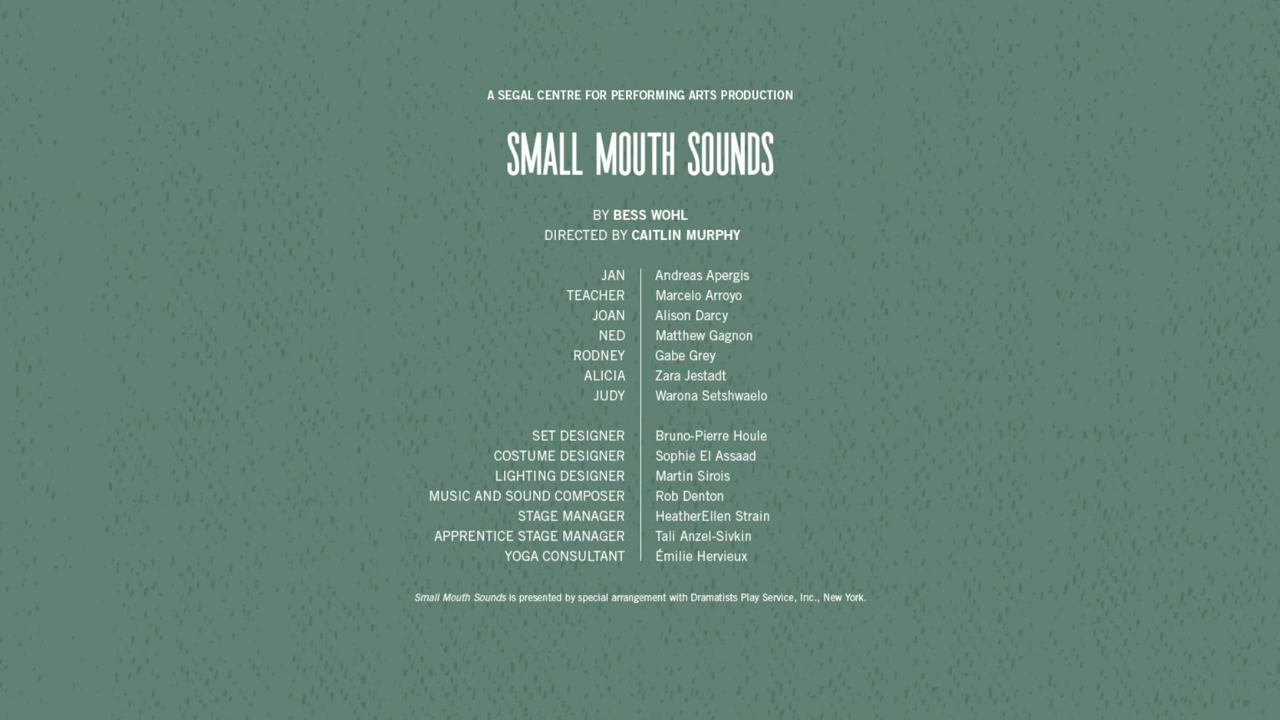 A SEGAL CENTRE FOR PERFORMING ARTS PRODUCTION
SMALL MOUTH SOUNDS
BY BESS WOHL
DIRECTED BY CAITLIN MURPHY
JAN Andreas Apergis
TEACHER Marcelo Arroyo
JOAN Alison Darcy
NED Matthew Gagnon
RODNEY Gabe Grey
ALICIA Zara Jestadt
JUDY Warona Setshwaelo
SET DESIGNER Bruno-Pierre Houle
COSTUME DESIGNER Sophie El Assaad
LIGHTING DESIGNER Martin Sirois
MUSIC AND SOUND COMPOSER Rob Denton
STAGE MANAGER HeatherEllen Strain
APPRENTICE STAGE MANAGER Tali Anzel-Sivkin
YOGA CONSULTANT Émilie Hervieux
Small Mouth Sounds is presented by special arrangement with Dramatists Play Service, Inc., New York.